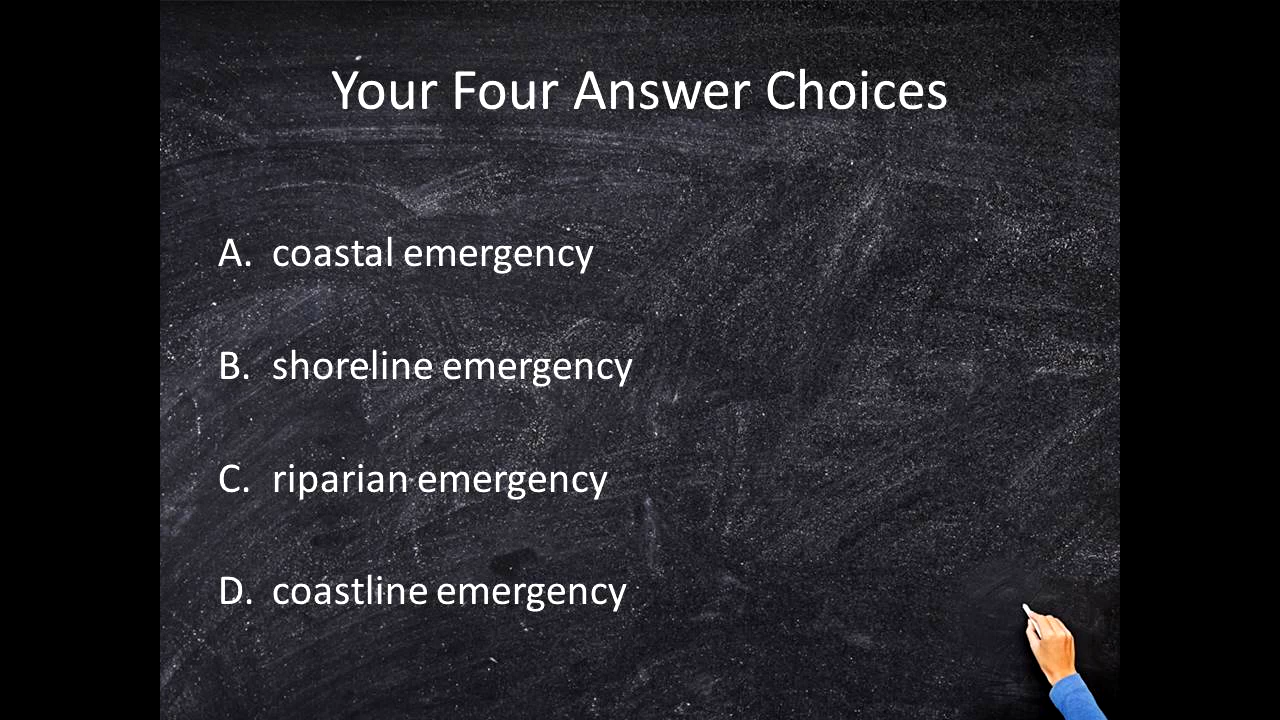 Your Four Answer Choices
A. coastal emergency
B. shoreline emergency
C. riparian emergency
D. coastline emergency